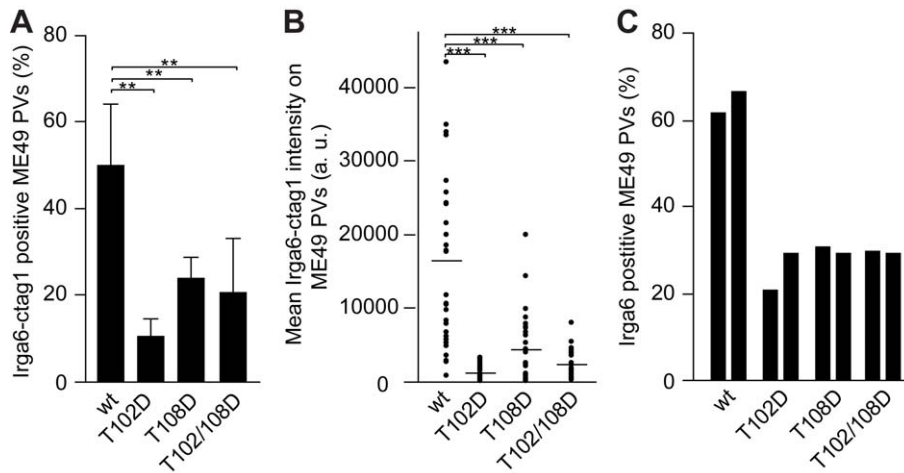 A
Irga6-ctag1 positive ME49 PVs (%)
80
60
40
20
0
**
**
**
wt
T102D
T108D
T102/108D
B
Mean Irga6-ctag1 intensity on
ME49 PVs (a. u.)
40000
30000
20000
10000
0
***
***
***
wt
T102D
T108D
T102/108D
C
Irga6 postitive ME49 PVs (%)
80
60
40
20
0
wt
T102D
T108D
T102/108D